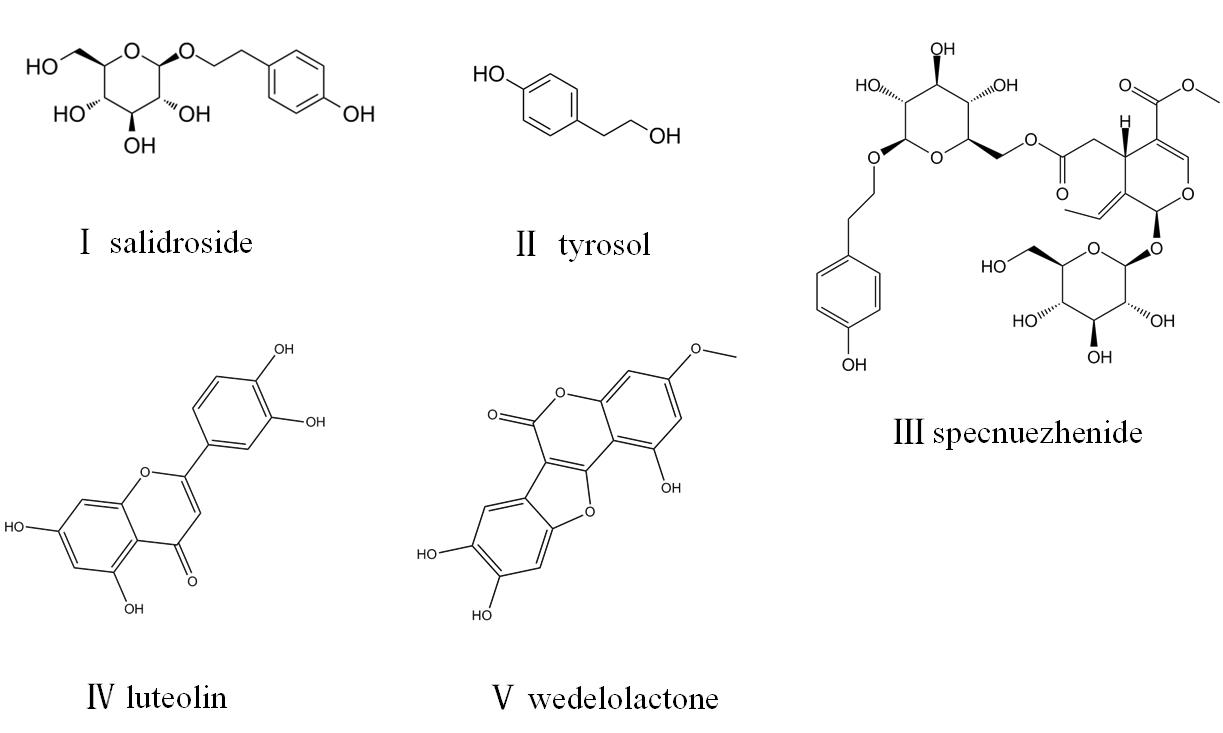 HO O O OH
HO OH
OH
I salidroside
HO
OH
II tyrosol
OH
HO OH
O O
H
O O
O O O
O
HO O
HO OH
OH
OH
III specnuezhenide
OH
OH
O
HO
O
OH
IV luteolin
O
O
O
OH
O
HO
HO
V wedelolactone